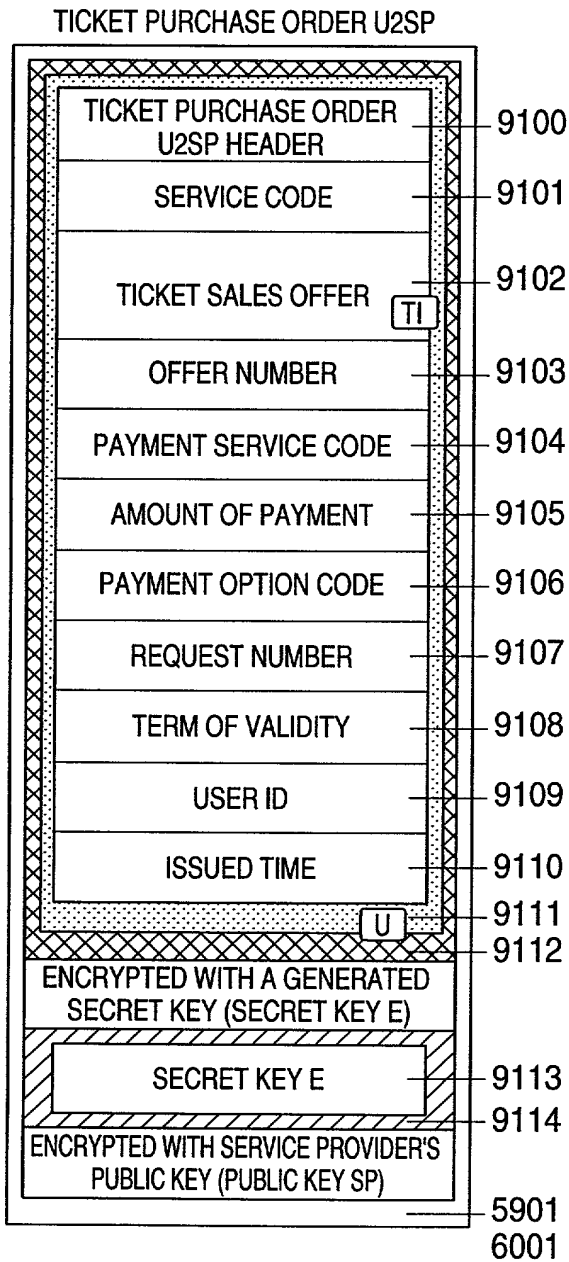 TICKET PURCHASE ORDER U2SP
TICKET PURCHASE ORDER
U2SP HEADER
9100
SERVICE CODE
9101
TICKET SALES OFFER
9102
TI
OFFER NUMBER
9103
PAYMENT SERVICE CODE
9104
AMOUNT OF PAYMENT
9105
PAYMENT OPTION CODE
9106
REQUEST NUMBER
9107
TERM OF VALIDITY
9108
USER ID
9109
ISSUED TIME
9110
U
9111
9112
ENCRYPTED WITH A GENERATED
SECRET KEY (SECRET KEY E)
SECRET KEY E
9113
9114
ENCRYPTED WITH SERVICE PROVIDER'S
PUBLIC KEY (PUBLIC KEY SP)
5901
6001